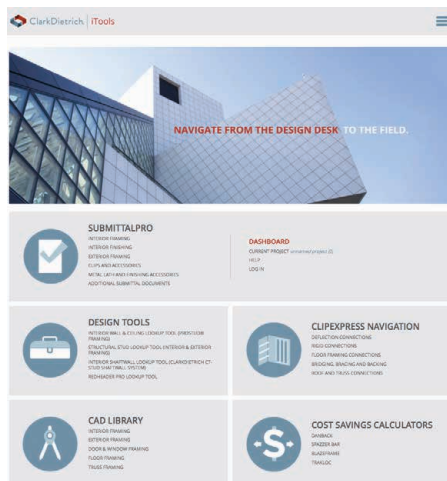 ClarkDietrich iTools
NAVIGATE FROM THE DESIGN DESK TO THE FIELD.
SUBMITTALPRO
INTERIOR FRAMING
INTERIOR FINISHING
EXTERIOR FRAMING
CLIPS AND ACCESSORIES
METAL LATH AND FINISHING ACCESSORIES
ADDITIONAL SUBMITTAL DOCUMENTS
DASHBOARD
CURRENT PROJECT
HELP
LOG IN
DESIGN TOOLS
INTERIOR WALL & CEILING LOOKUP TOOL (PROSTUD®
FRAMING)
STRUCTURAL STUD LOOKUP TOOL (INTERIOR & EXTERIOR
FRAMING)
INTERIOR SHAFTWALL LOOKUP TOOL (CLARKDIETRICH CT-
STUD SHAFTWALL SYSTEM)
REDHEADER PRO LOOKUP TOOL
CLIPEXPRESS NAVIGATION
DEFLECTION CONNECTIONS
RIGID CONNECTIONS
FLOOR FRAMING CONNECTIONS
BRIDGING, BRACING AND BACKING
ROOF AND TRUSS CONNECTIONS
CAD LIBRARY
INTERIOR FRAMING
EXTERIOR FRAMING
DOOR & WINDOW FRAMING
FLOOR FRAMING
TRUSS FRAMING
COST SAVINGS CALCULATORS
DANBACK
SPAZZER BAR
BLAZEFRAME
TRAKLOC